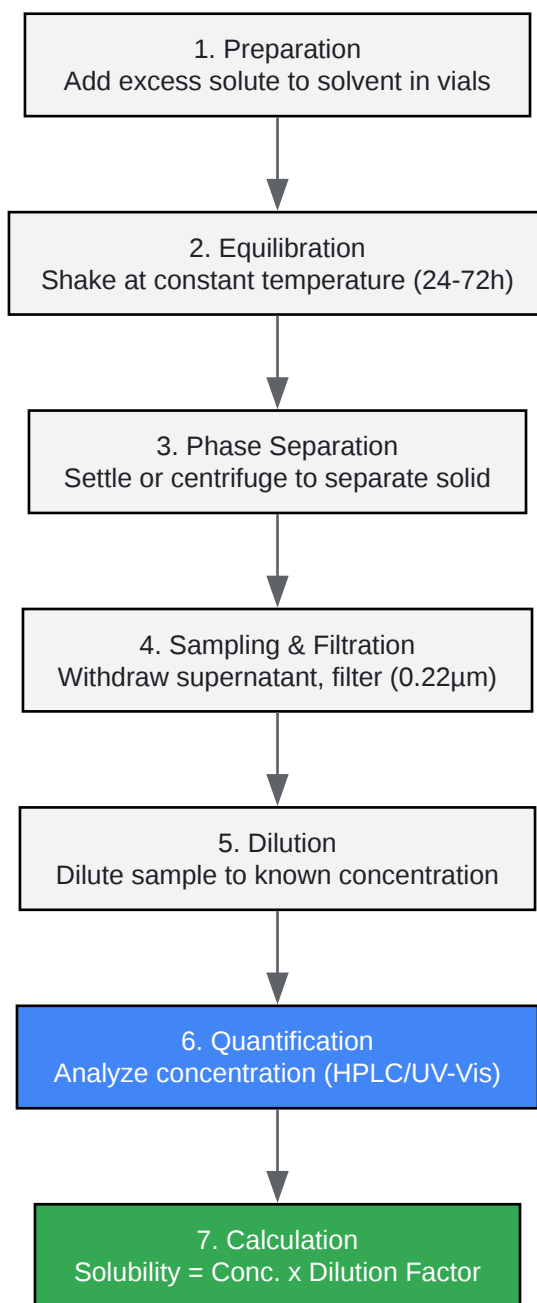 1. Preparation
Add excess solute to solvent in vials
2. Equilibration
Shake at constant temperature (24-72h)
3. Phase Separation
Settle or centrifuge to separate solid
4. Sampling & Filtration
Withdraw supernatant, filter (0.22µm)
5. Dilution
Dilute sample to known concentration
6. Quantification
Analyze concentration (HPLC/UV-Vis)
7. Calculation
Solubility = Conc. x Dilution Factor